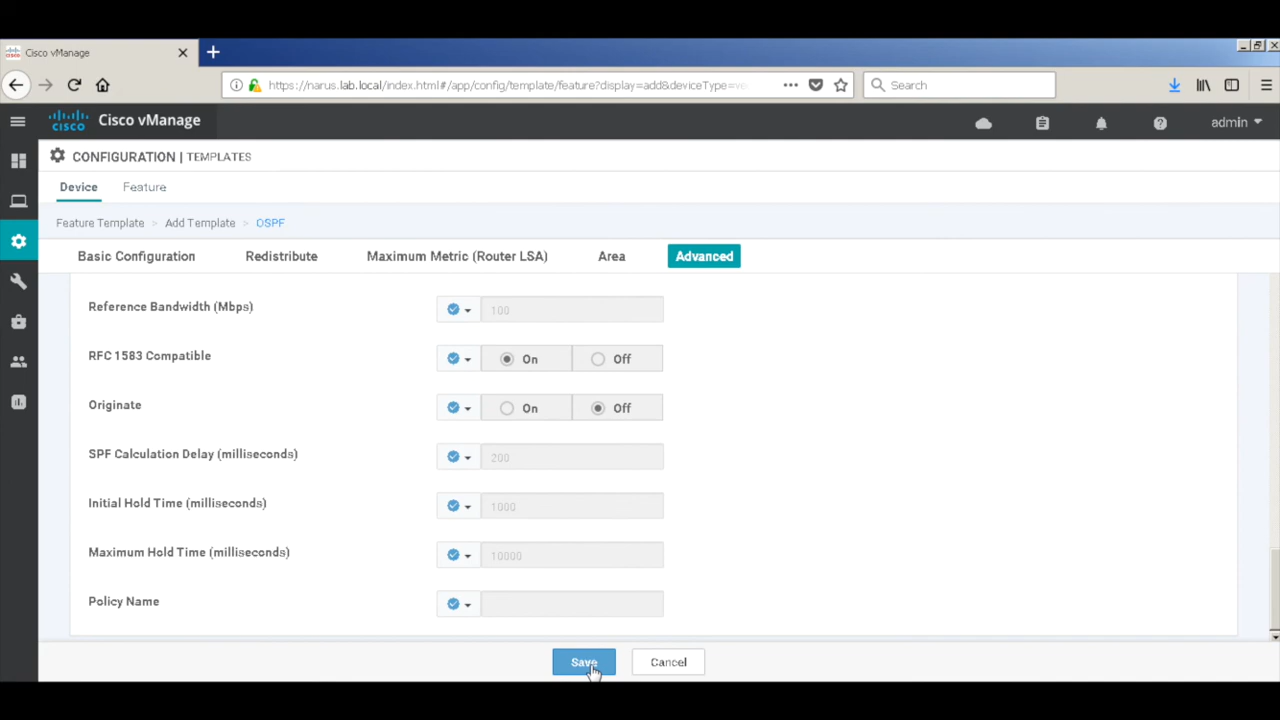 Cisco vManage
https://narus.lab.local/index.html#/app/config/template/feature?display=add&deviceType=ve
Search
CISCO Cisco vManage
admin
CONFIGURATION | TEMPLATES
Device Feature
Feature Template > Add Template > OSPF
Basic Configuration Redistribute Maximum Metric (Router LSA) Area Advanced
Reference Bandwidth (Mbps) 100
RFC 1583 Compatible On Off
Originate On Off
SPF Calculation Delay (milliseconds) 200
Initial Hold Time (milliseconds) 1000
Maximum Hold Time (milliseconds) 10000
Policy Name
Save Cancel